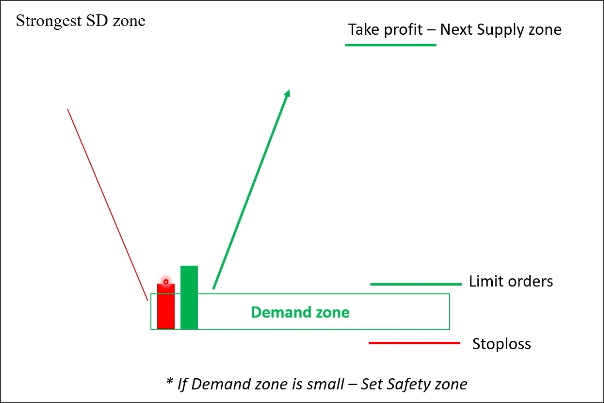 Strongest SD zone
Take profit – Next Supply zone
Limit orders
Demand zone
Stoploss
* If Demand zone is small – Set Safety zone